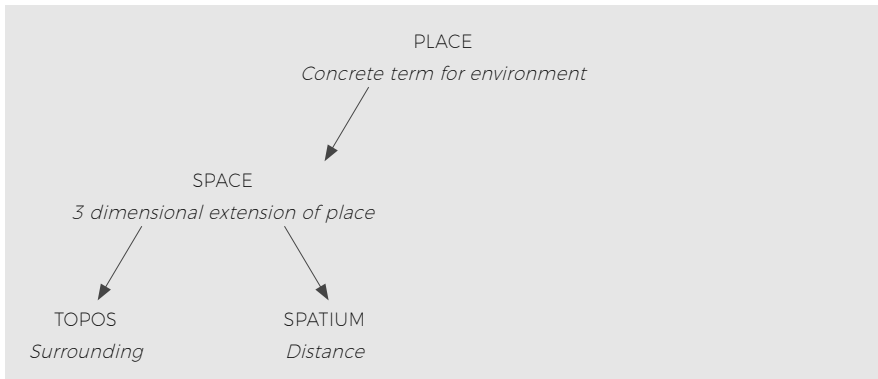 PLACE
Concrete term for environment
SPACE
3 dimensional extension of place
TOPOS
Surrounding
SPATIUM
Distance